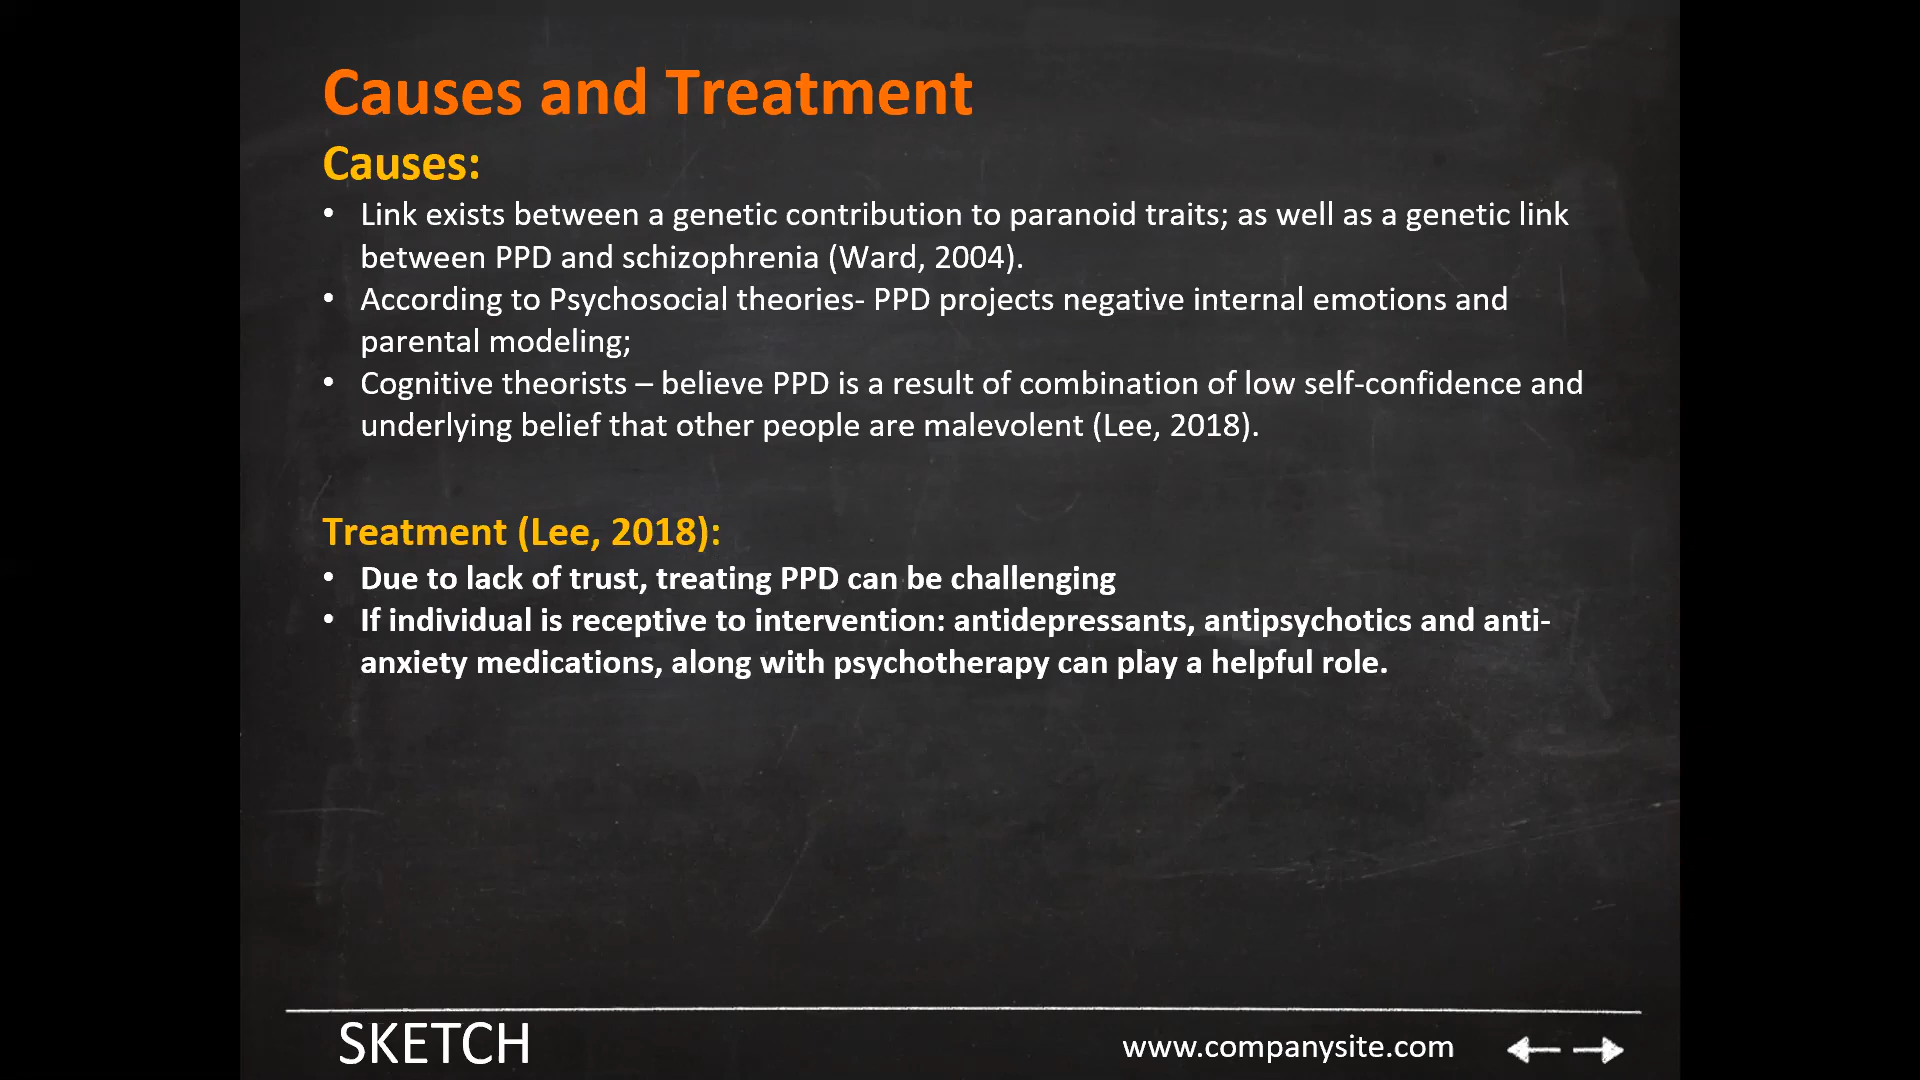 Causes and Treatment
Causes:
• Link exists between a genetic contribution to paranoid traits; as well as a genetic link
between PPD and schizophrenia (Ward, 2004).
• According to Psychosocial theories- PPD projects negative internal emotions and
parental modeling;
• Cognitive theorists – believe PPD is a result of combination of low self-confidence and
underlying belief that other people are malevolent (Lee, 2018).
Treatment (Lee, 2018):
• Due to lack of trust, treating PPD can be challenging
• If individual is receptive to intervention: antidepressants, antipsychotics and anti-
anxiety medications, along with psychotherapy can play a helpful role.
SKETCH
www.companysite.com